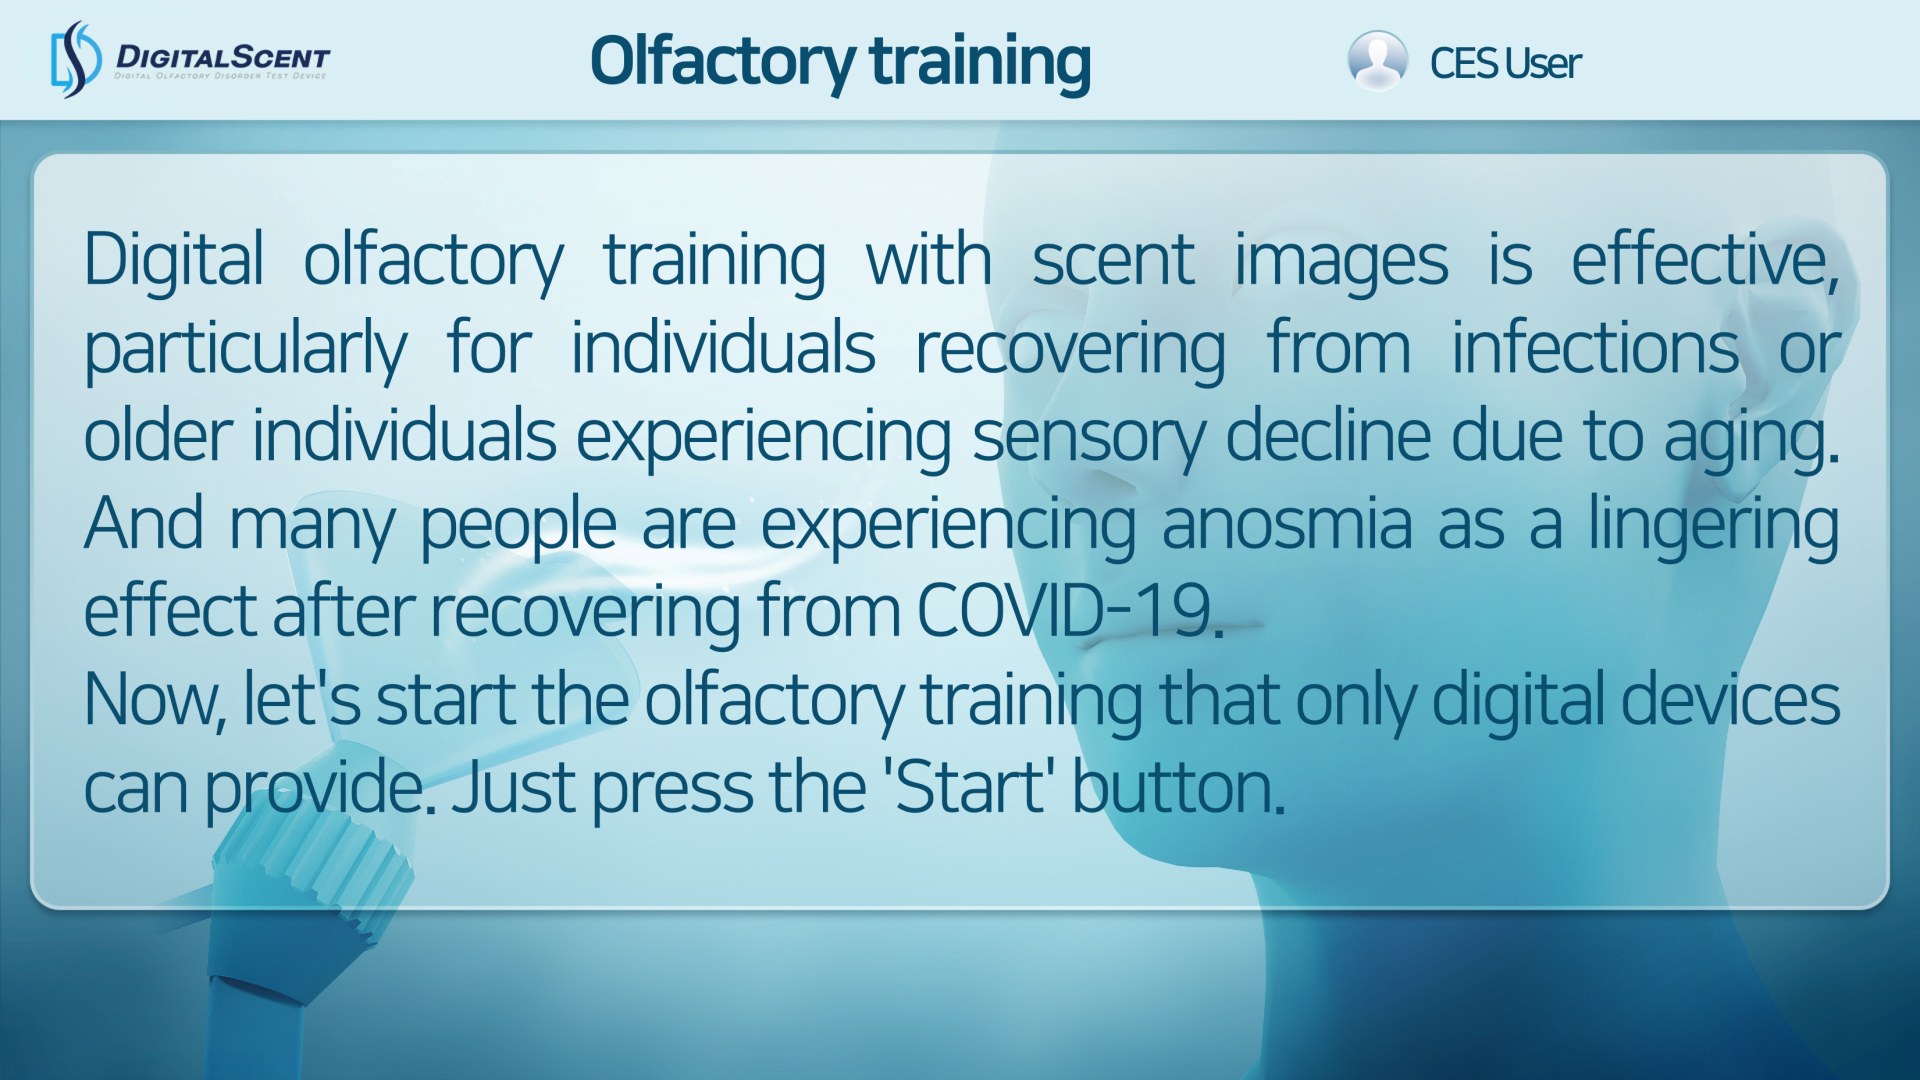 DIGITALSCENT
DIGITAL OLFACTORY DISORDER TEST DEVICE
Olfactory training
CES User
Digital olfactory training with scent images is effective,
particularly for individuals recovering from infections or
older individuals experiencing sensory decline due to aging.
And many people are experiencing anosmia as a lingering
effect after recovering from COVID-19.
Now, let's start the olfactory training that only digital devices
can provide. Just press the 'Start' button.